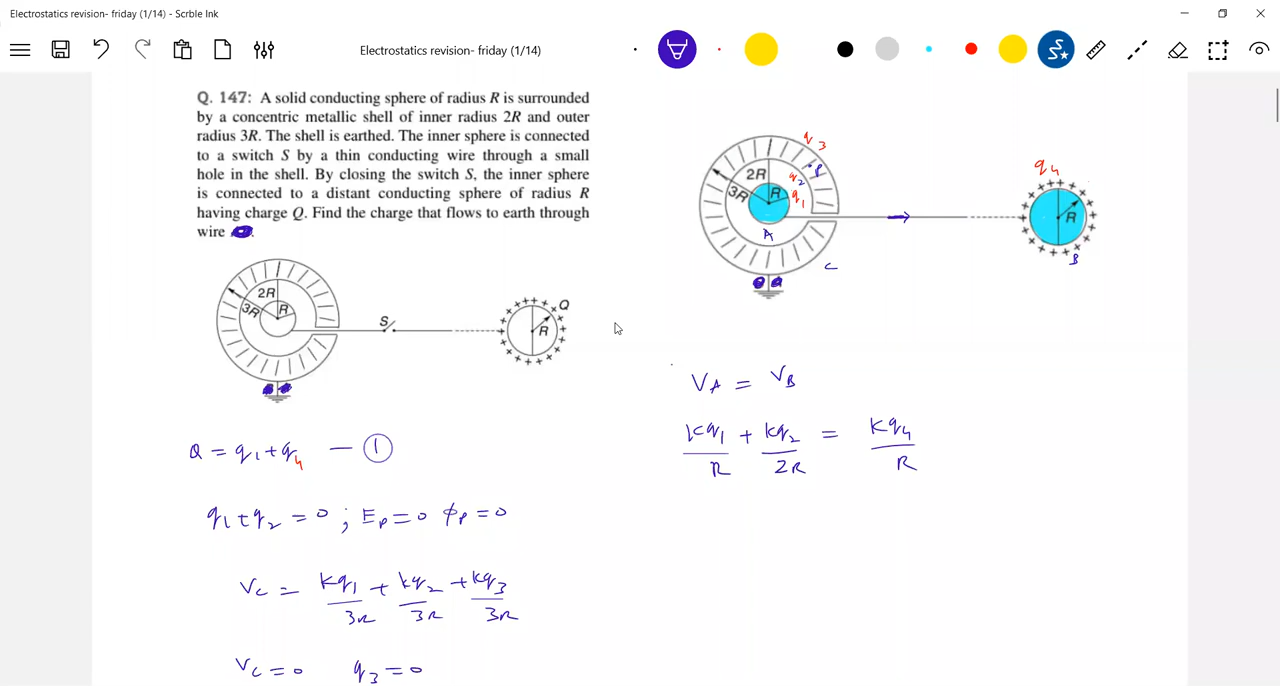 Electrostatics revision- friday (1/14) - Scrble Ink
Electrostatics revision- friday (1/14)
Q. 147: A solid conducting sphere of radius R is surrounded
by a concentric metallic shell of inner radius 2R and outer
radius 3R. The shell is earthed. The inner sphere is connected
to a switch S by a thin conducting wire through a small
hole in the shell. By closing the switch S, the inner sphere
is connected to a distant conducting sphere of radius R
having charge Q. Find the charge that flows to earth through
wire
2R
3R
R
S
+++
Q
R
Q = q1 + q4 — ①
q1 + q2 = 0 ; Ep = 0 ϕp = 0
Vc = kq1/3R + kq2/3R + kq3/3R
Vc = 0 q3 = 0
q3
P
2R
q2
3R
R
q1
A
C
q4
R
B
VA = VB
kq1/R + kq2/2R = kq4/R